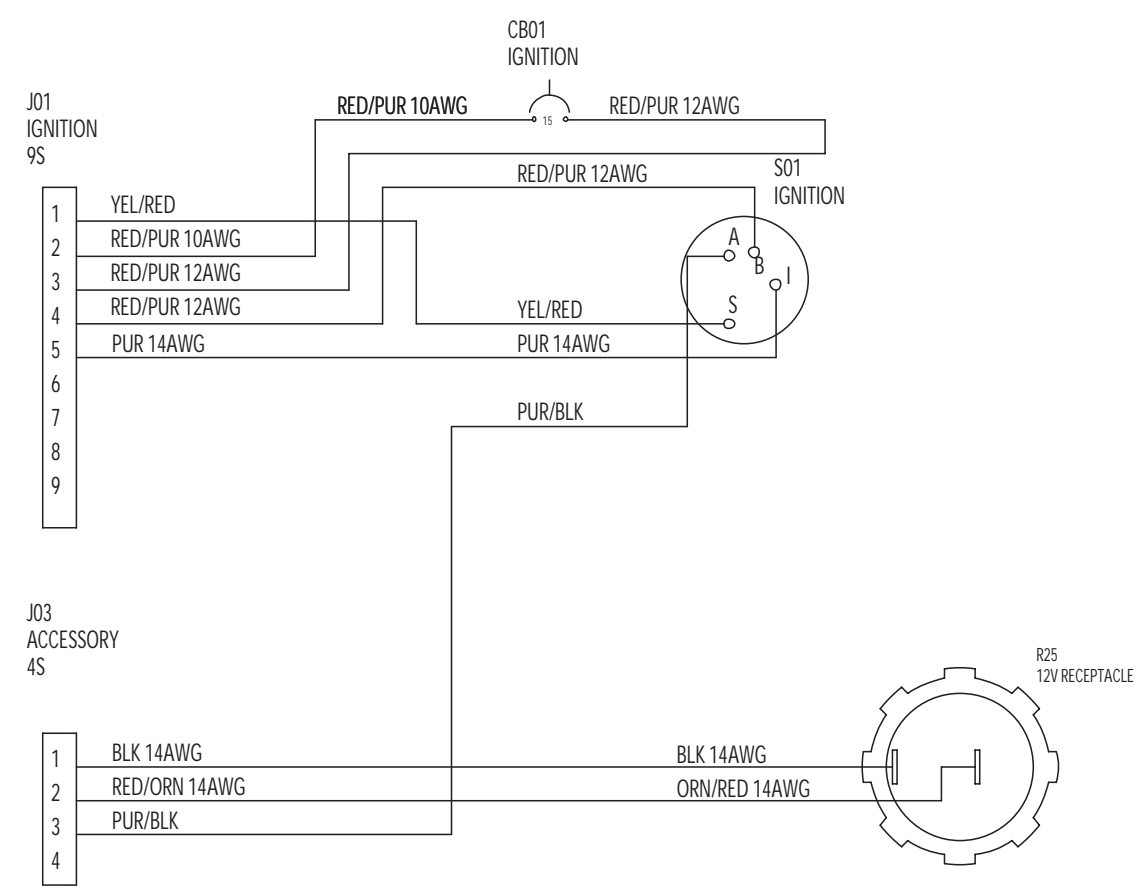 CB01
IGNITION
RED/PUR 10AWG
15
RED/PUR 12AWG
J01
IGNITION
9S
RED/PUR 12AWG
S01
IGNITION
1
YEL/RED
2
RED/PUR 10AWG
3
RED/PUR 12AWG
4
RED/PUR 12AWG
5
PUR 14AWG
6
7
8
9
A
B
I
S
YEL/RED
PUR 14AWG
PUR/BLK
J03
ACCESSORY
4S
R25
12V RECEPTACLE
1
BLK 14AWG
BLK 14AWG
2
RED/ORN 14AWG
ORN/RED 14AWG
3
PUR/BLK
4